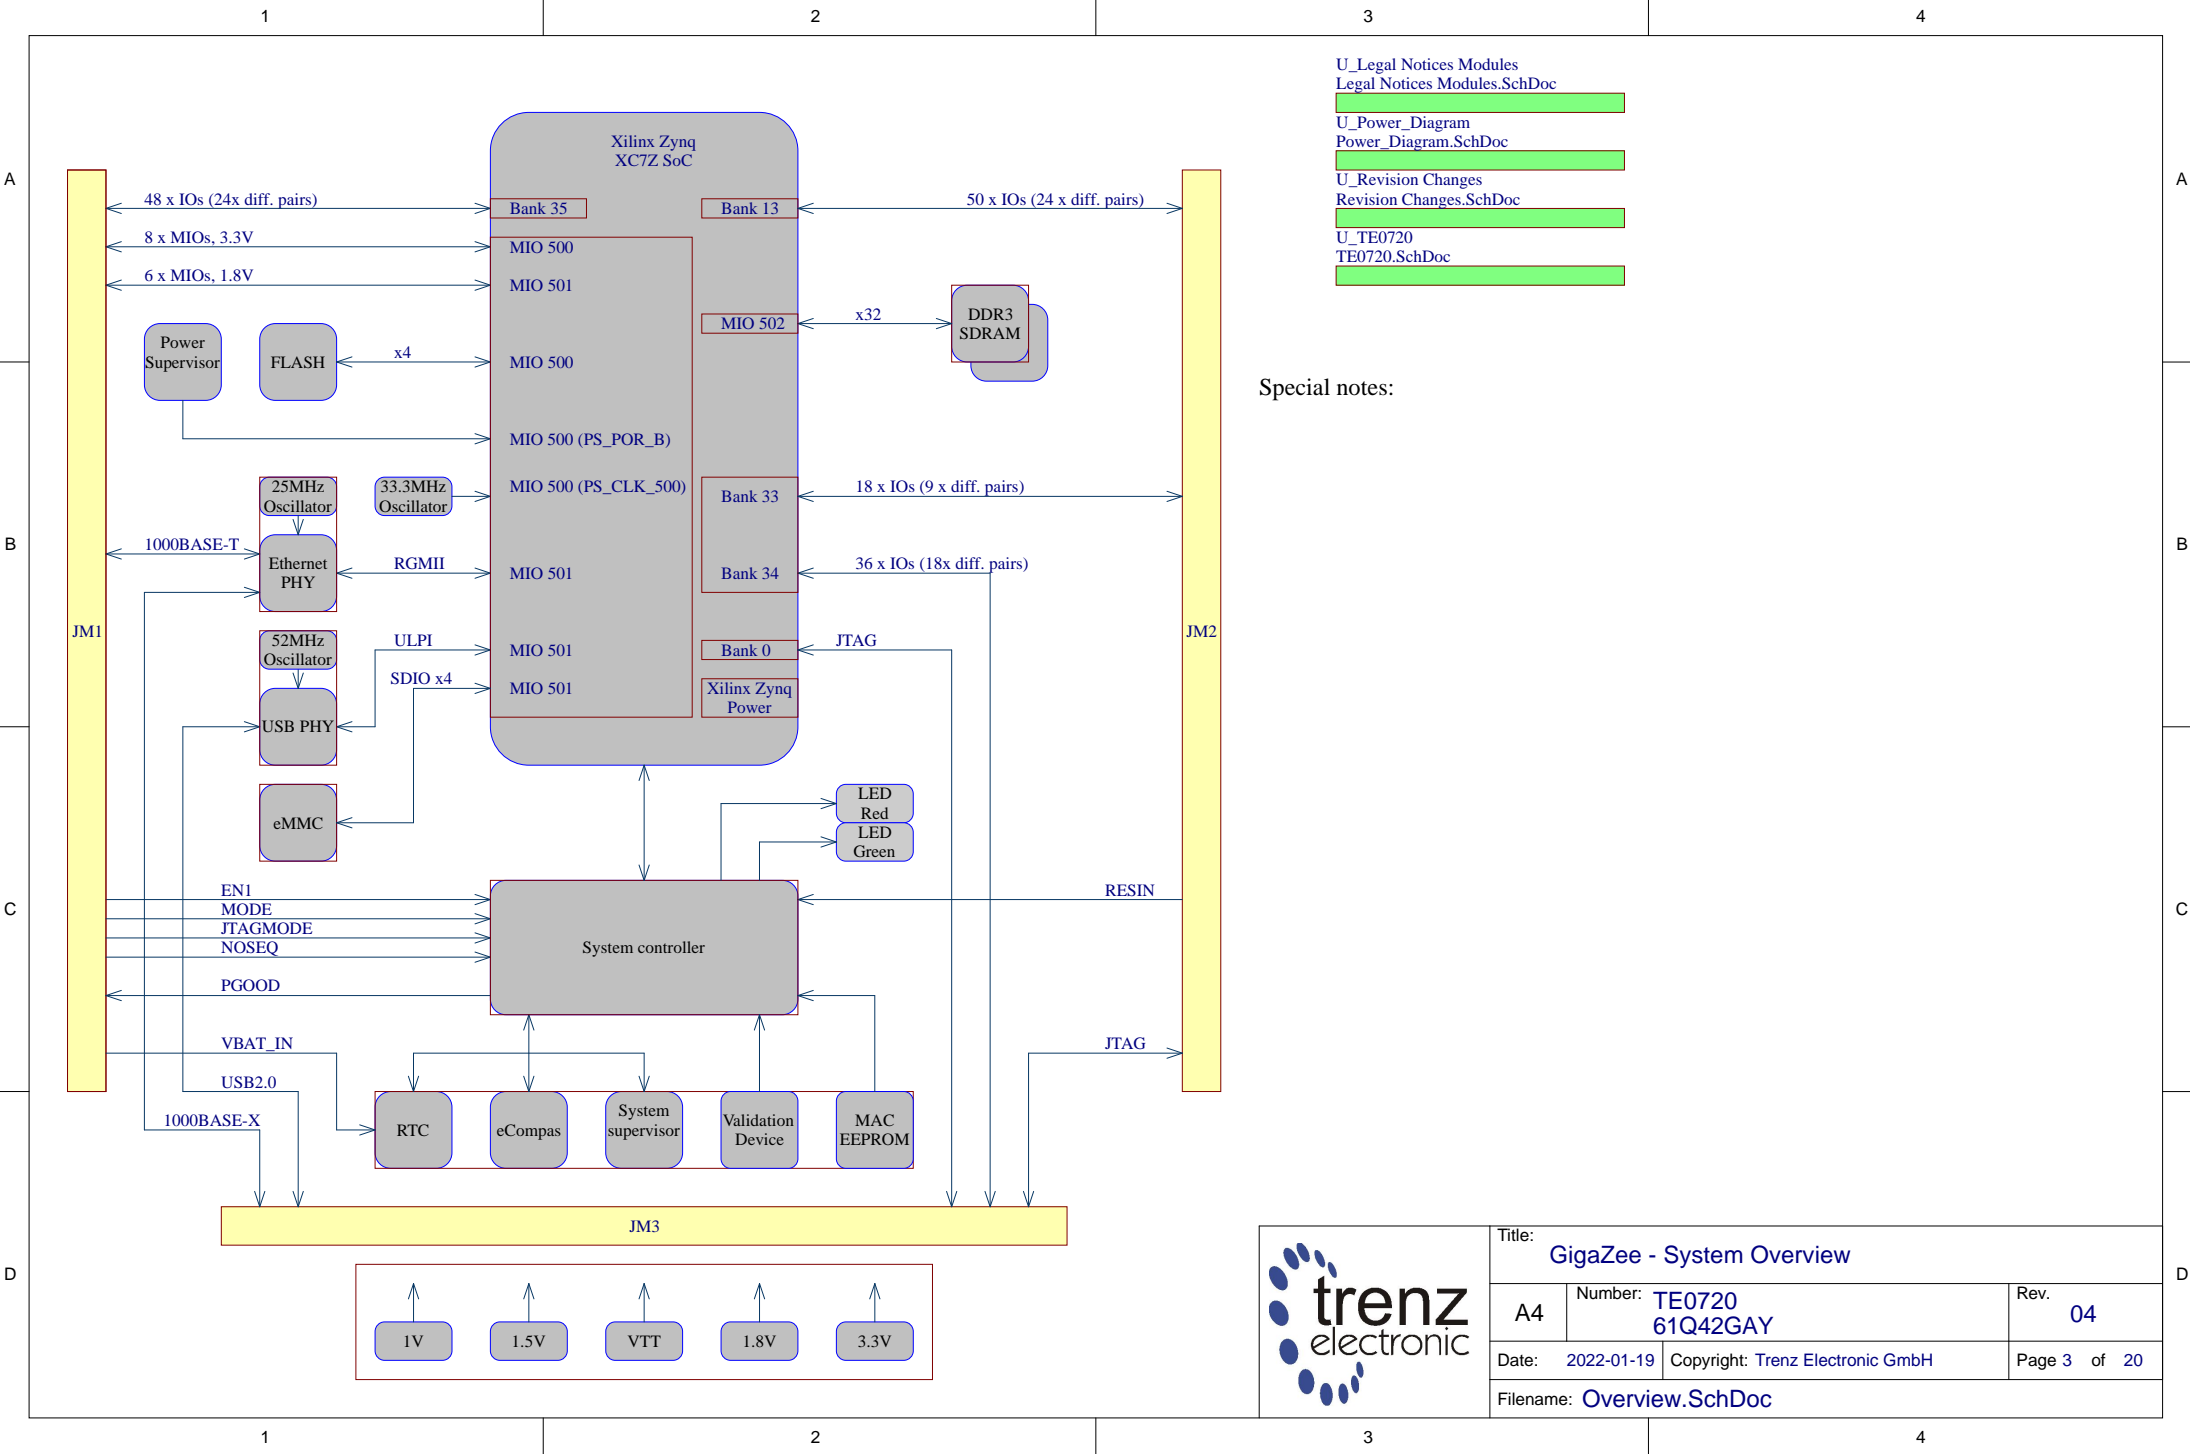 1
2
3
4
A
A
B
B
C
C
D
D
U_Legal Notices Modules
Legal Notices Modules.SchDoc
U_Power_Diagram
Power_Diagram.SchDoc
U_Revision Changes
Revision Changes.SchDoc
U_TE0720
TE0720.SchDoc
Special notes:
Xilinx Zynq
XC7Z SoC
48 x IOs (24x diff. pairs)
Bank 35
Bank 13
50 x IOs (24 x diff. pairs)
8 x MIOs, 3.3V
MIO 500
6 x MIOs, 1.8V
MIO 501
MIO 502
x32
DDR3
SDRAM
Power
Supervisor
FLASH
x4
MIO 500
MIO 500 (PS_POR_B)
25MHz
Oscillator
33.3MHz
Oscillator
MIO 500 (PS_CLK_500)
Bank 33
18 x IOs (9 x diff. pairs)
1000BASE-T
Ethernet
PHY
RGMII
MIO 501
Bank 34
36 x IOs (18x diff. pairs)
JM1
JM2
52MHz
Oscillator
ULPI
MIO 501
Bank 0
JTAG
SDIO x4
MIO 501
Xilinx Zynq
Power
USB PHY
eMMC
LED
Red
LED
Green
EN1
MODE
JTAGMODE
NOSEQ
PGOOD
System controller
RESIN
VBAT_IN
JTAG
USB2.0
1000BASE-X
RTC
eCompas
System
supervisor
Validation
Device
MAC
EEPROM
JM3
1V
1.5V
VTT
1.8V
3.3V
trenz
electronic
Title:
GigaZee - System Overview
A4
Number: TE0720
61Q42GAY
Rev.
04
Date: 2022-01-19
Copyright: Trenz Electronic GmbH
Page 3 of 20
Filename: Overview.SchDoc
1
2
3
4